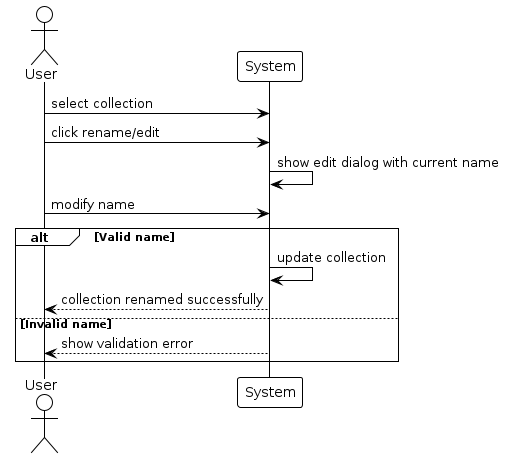 User
System
select collection
click rename/edit
show edit dialog with current name
modify name
alt [Valid name]
update collection
collection renamed successfully
[Invalid name]
show validation error
User
System